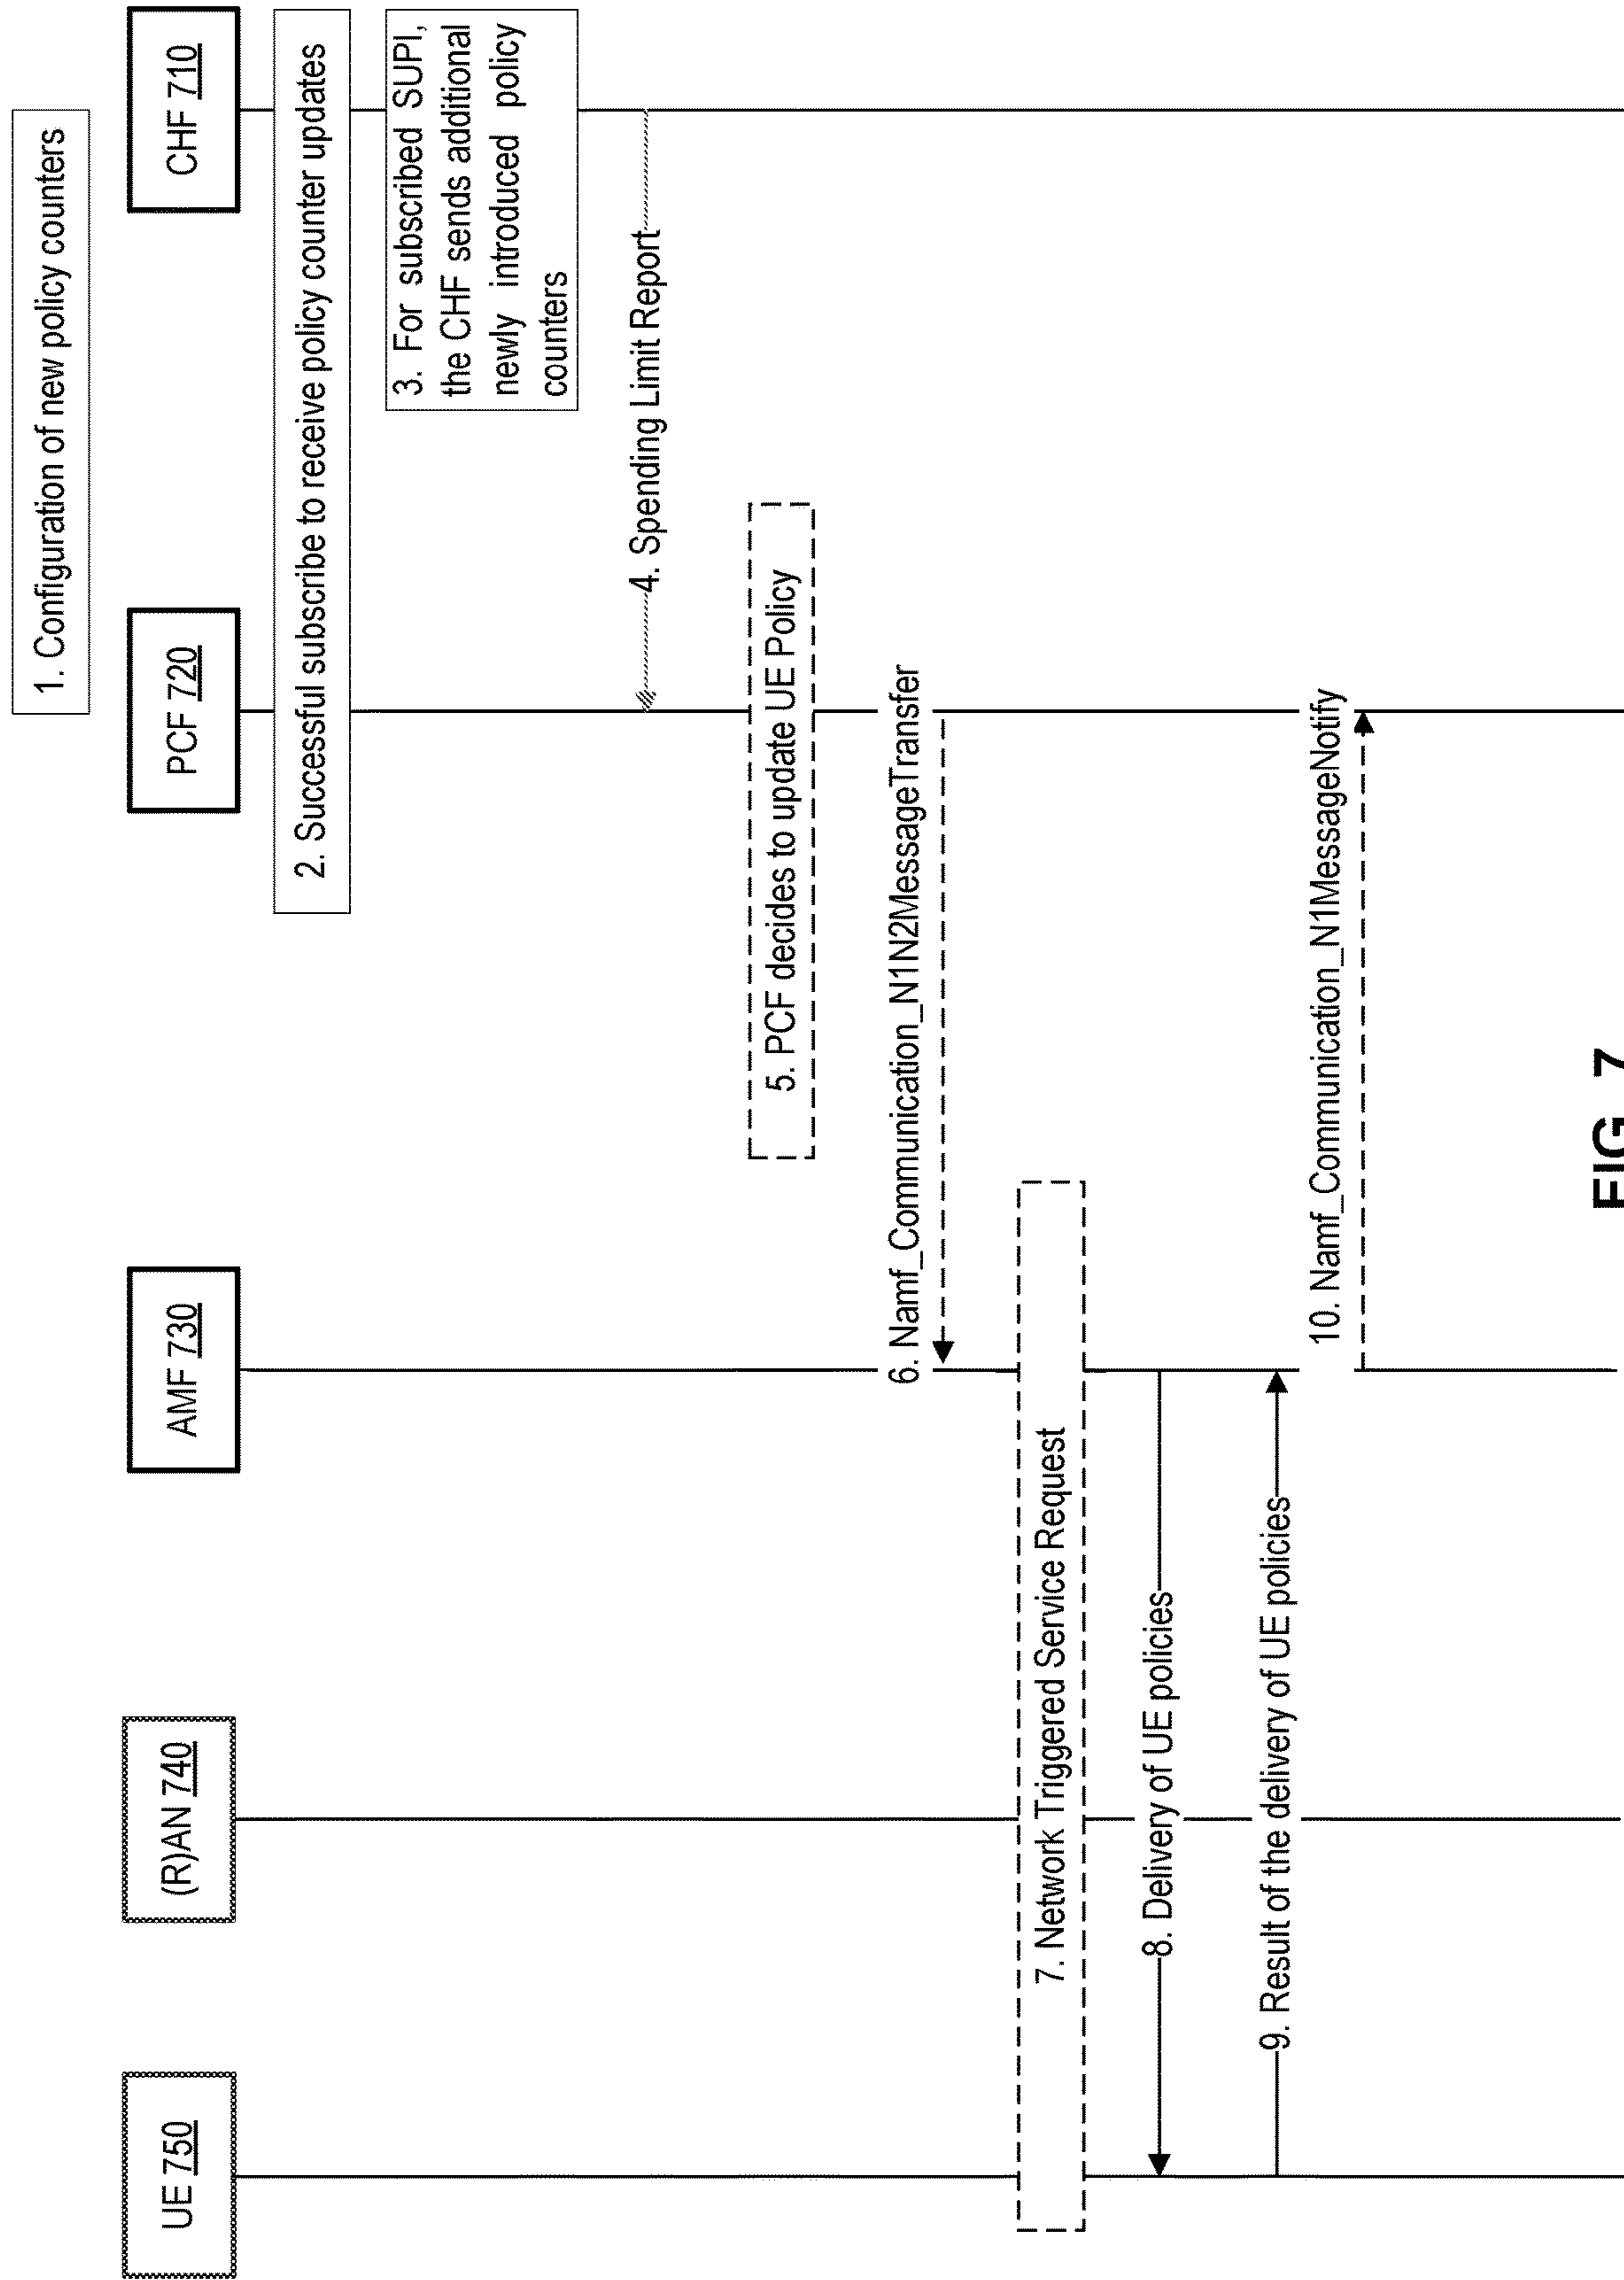 1. Configuration of new policy counters
UE 750
(R)AN 740
AMF 730
PCF 720
CHF 710
2. Successful subscribe to receive policy counter updates
3. For subscribed SUPI,
the CHF sends additional
newly introduced policy
counters
4. Spending Limit Report
5. PCF decides to update UE Policy
6. Namf_Communication_N1N2MessageTransfer
7. Network Triggered Service Request
8. Delivery of UE policies
9. Result of the delivery of UE policies
10. Namf_Communication_N1MessageNotify
FIG. 7